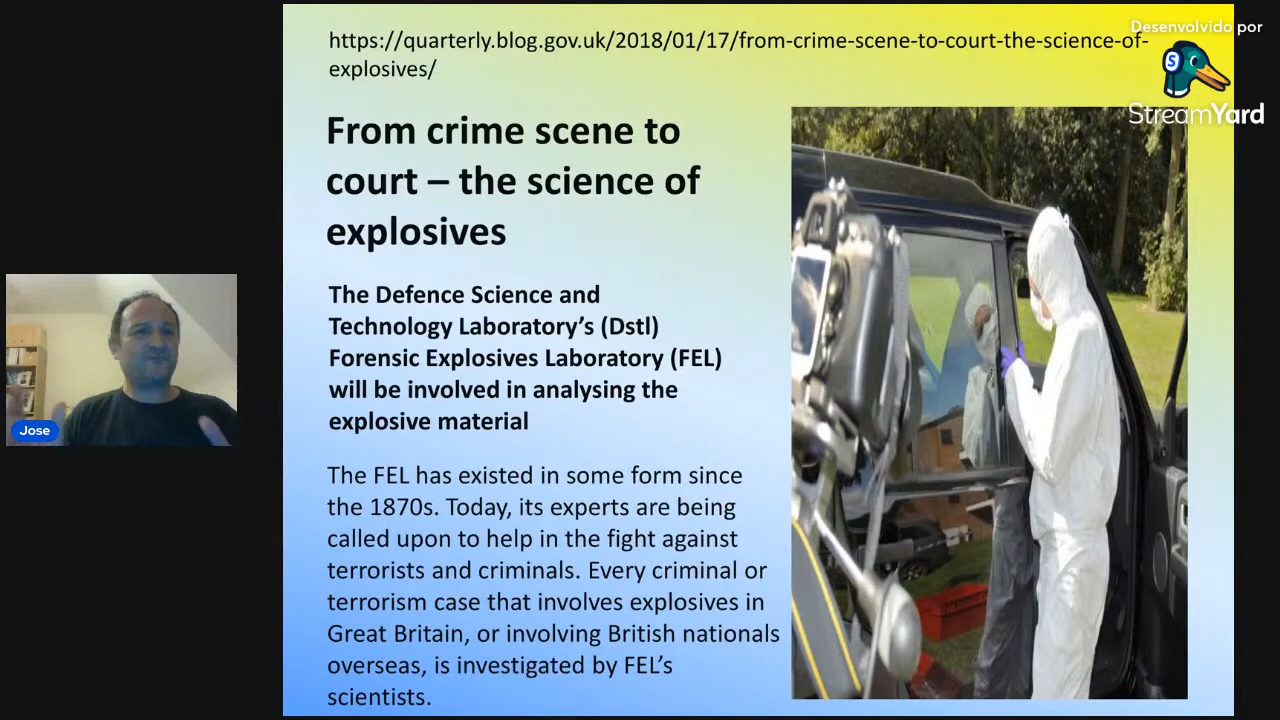 https://quarterly.blog.gov.uk/2018/01/17/from-crime-scene-to-court-the-science-of-
explosives/
Desenvolvido por
S
StreamYard
From crime scene to
court – the science of
explosives
The Defence Science and
Technology Laboratory’s (Dstl)
Forensic Explosives Laboratory (FEL)
will be involved in analysing the
explosive material
The FEL has existed in some form since
the 1870s. Today, its experts are being
called upon to help in the fight against
terrorists and criminals. Every criminal or
terrorism case that involves explosives in
Great Britain, or involving British nationals
overseas, is investigated by FEL’s
scientists.
Jose